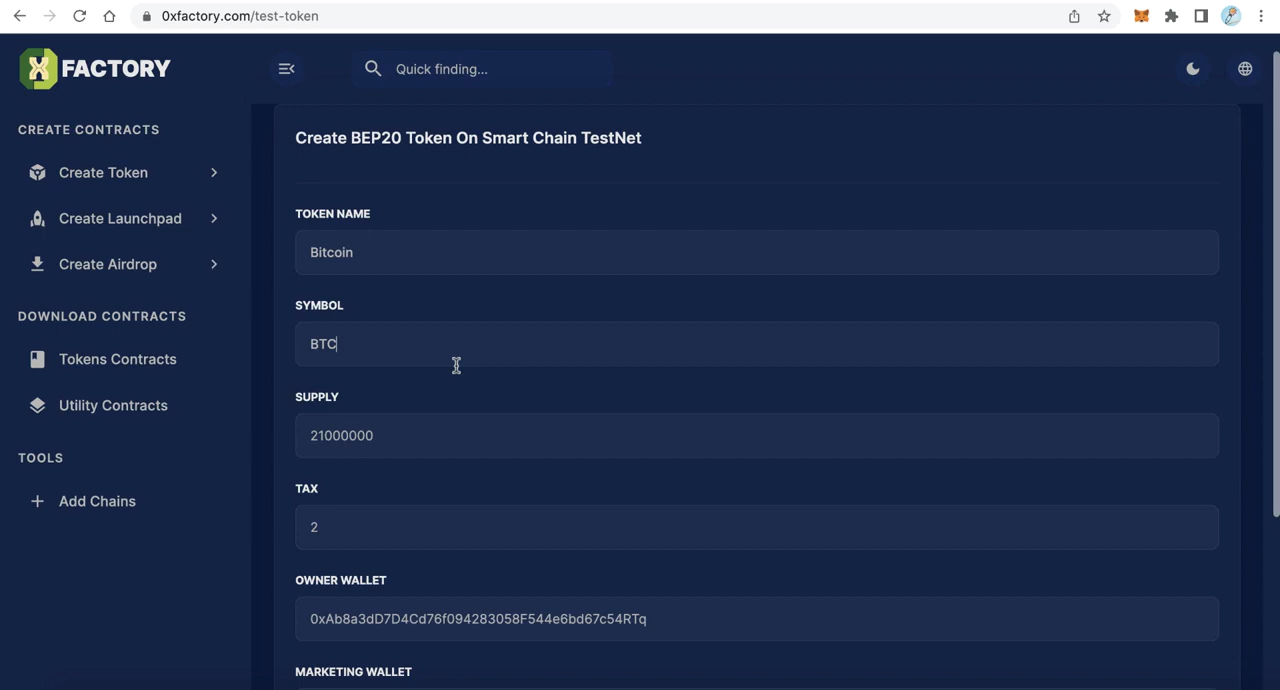 0xfactory.com/test-token
XFACTORY
Quick finding...
CREATE CONTRACTS
Create Token
Create Launchpad
Create Airdrop
DOWNLOAD CONTRACTS
Tokens Contracts
Utility Contracts
TOOLS
Add Chains
Create BEP20 Token On Smart Chain TestNet
TOKEN NAME
Bitcoin
SYMBOL
BTC
SUPPLY
21000000
TAX
2
OWNER WALLET
0xAb8a3dD7D4Cd76f094283058F544e6bd67c54RTq
MARKETING WALLET